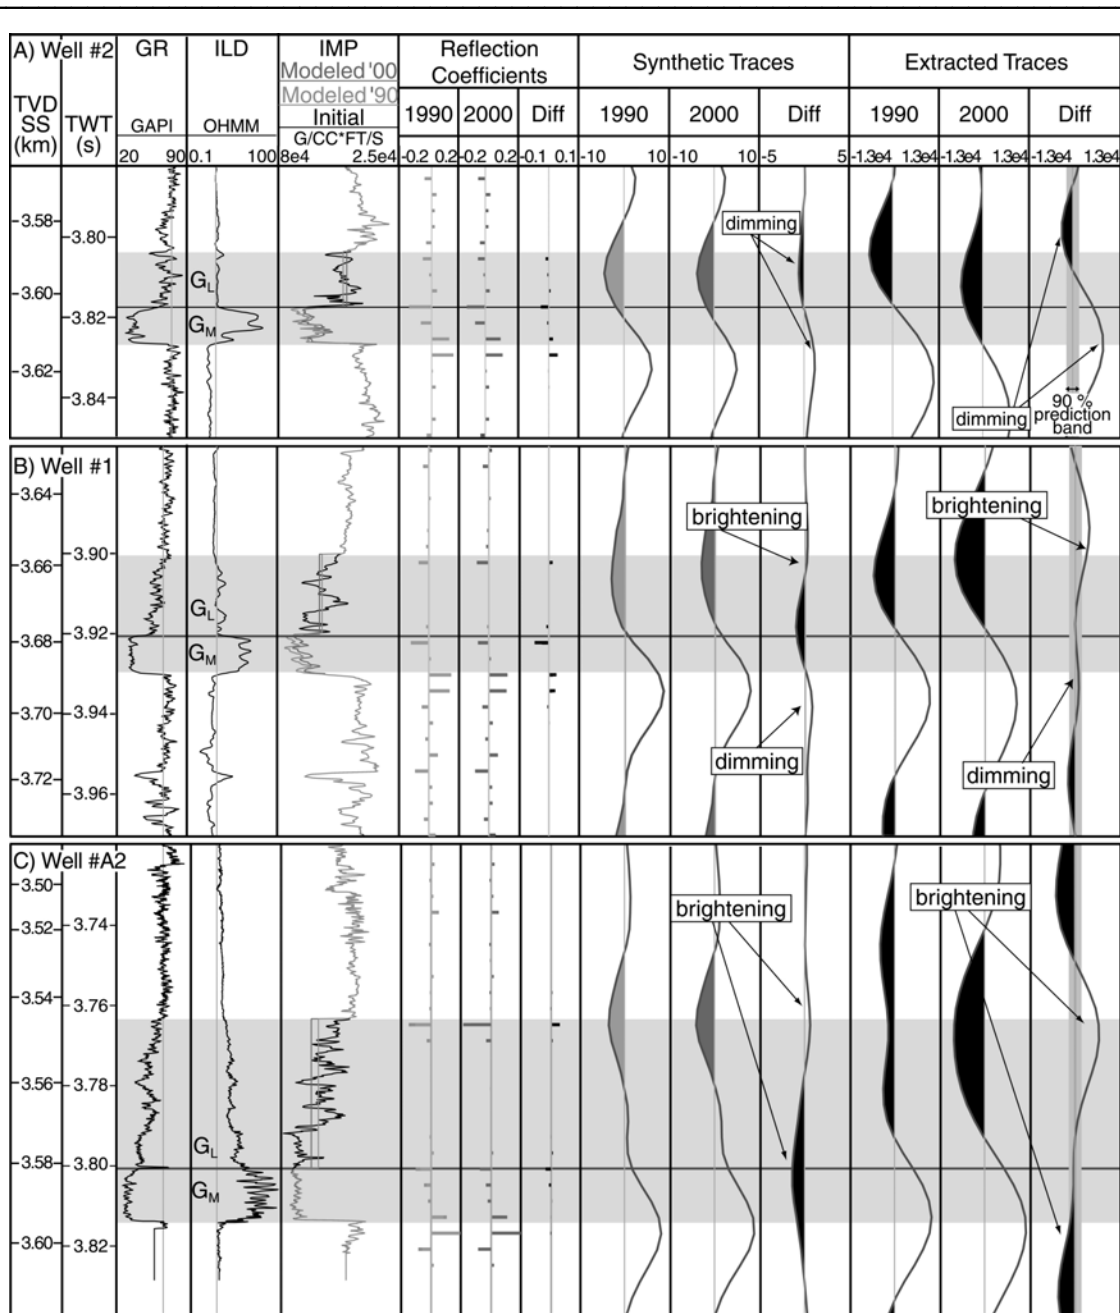 A) Well #2
GR
ILD
IMP
Modeled '00
Modeled '90
Initial
G/CC*FT/S
8e4 2.5e4
Reflection
Coefficients
1990 2000 Diff
-0.2 0.2 -0.2 0.2 -0.1 0.1
Synthetic Traces
1990 2000 Diff
-10 10 -10 10 -5 5
Extracted Traces
1990 2000 Diff
-1.3e4 1.3e4 -1.3e4 1.3e4 -1.3e4 1.3e4
TVD
SS
(km)
TWT
(s)
GAPI
20 90
OHMM
0.1 100
3.58
3.60
3.62
3.80
3.82
3.84
GL
GM
dimming
dimming
90 %
prediction
band
B) Well #1
3.64
3.66
3.68
3.70
3.72
3.90
3.92
3.94
3.96
GL
GM
brightening
dimming
brightening
dimming
C) Well #A2
3.50
3.52
3.54
3.56
3.58
3.60
3.74
3.76
3.78
3.80
3.82
GL
GM
brightening
brightening